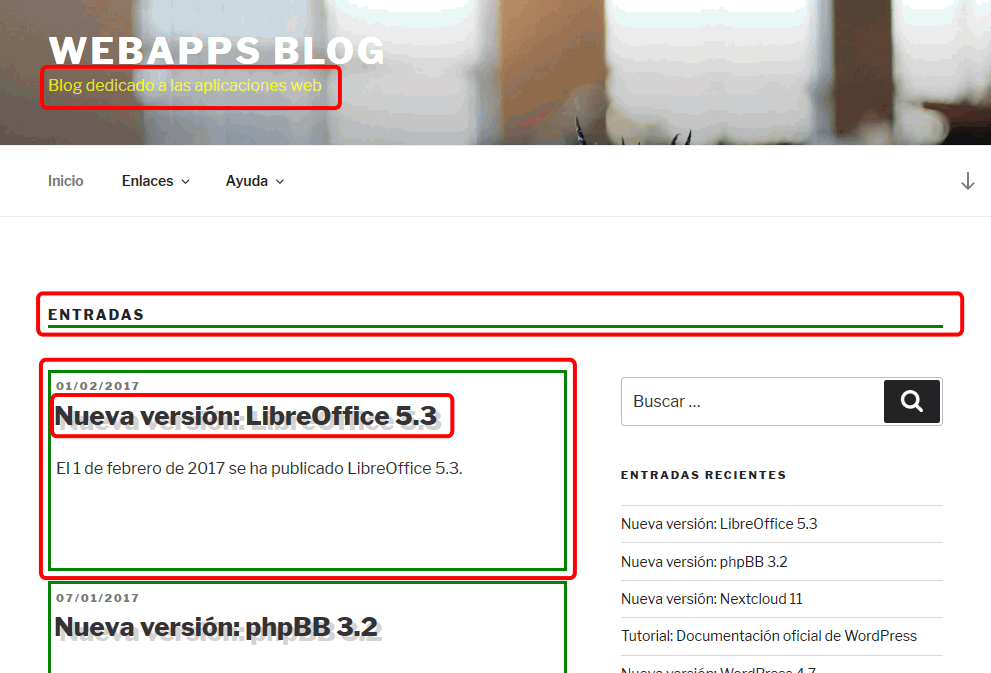 WEBAPPS BLOG
Blog dedicado a las aplicaciones web
Inicio Enlaces Ayuda
ENTRADAS
01/02/2017
Nueva versión: LibreOffice 5.3
El 1 de febrero de 2017 se ha publicado LibreOffice 5.3.
07/01/2017
Nueva versión: phpBB 3.2
Buscar ...
ENTRADAS RECIENTES
Nueva versión: LibreOffice 5.3
Nueva versión: phpBB 3.2
Nueva versión: Nextcloud 11
Tutorial: Documentación oficial de WordPress
Nueva versión: WordPress 4.7